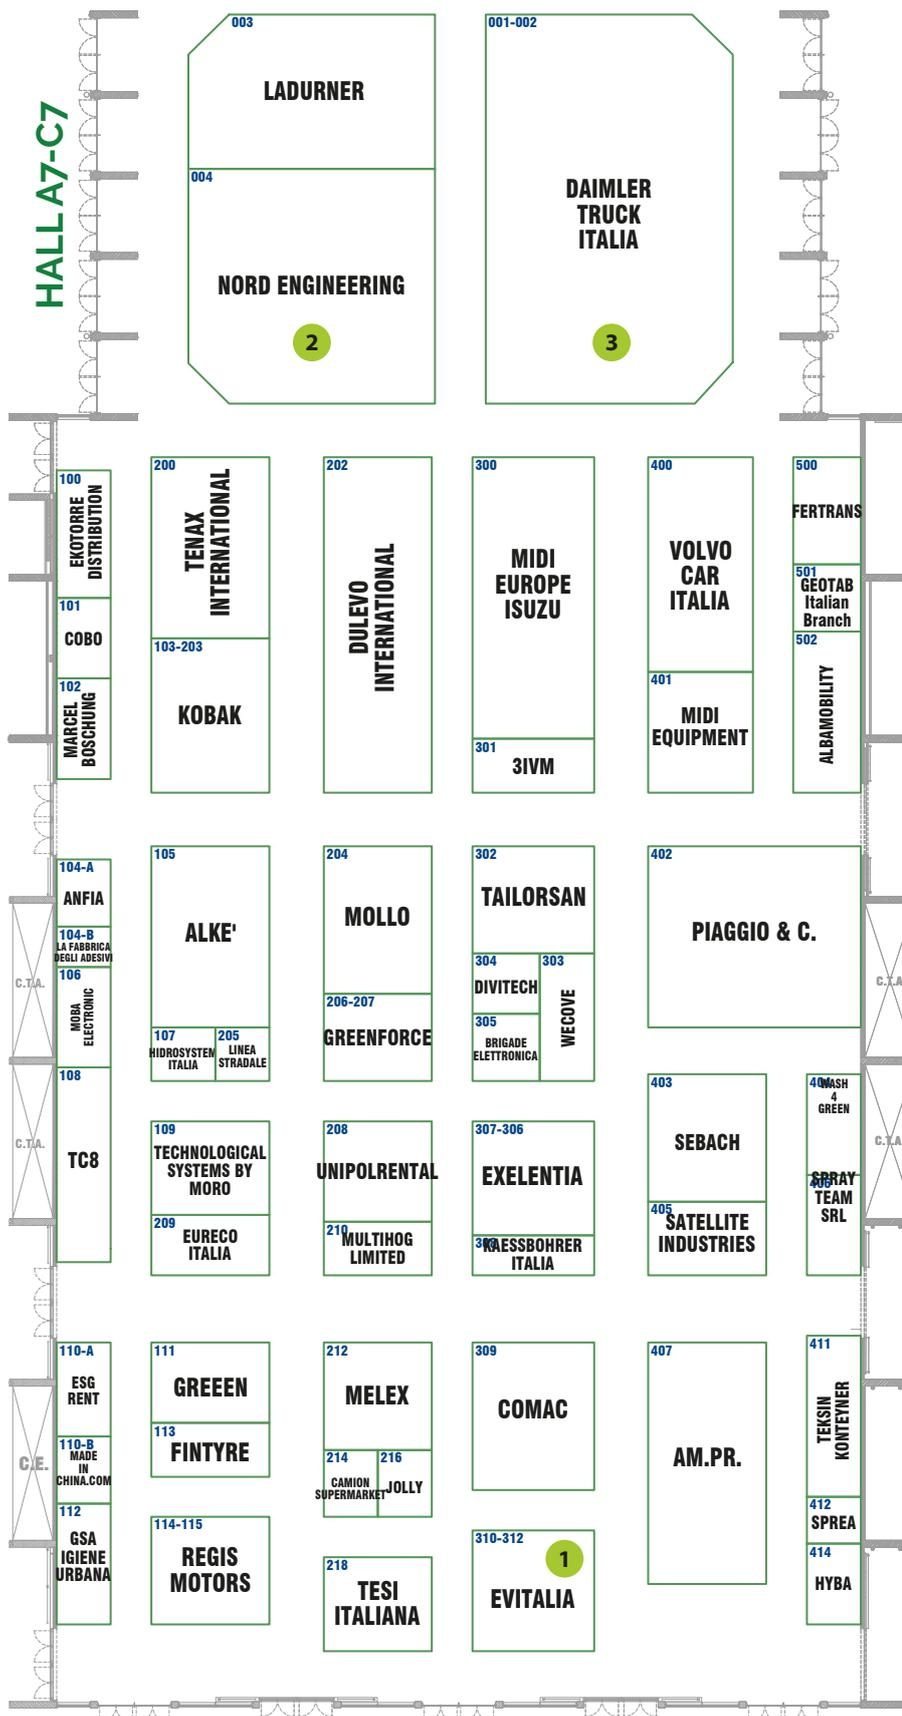 HALL A7-C7
003
LADURNER
004
NORD ENGINEERING
2
001-002
DAIMLER
TRUCK
ITALIA
3
100
EKOTORRE
DISTRIBUTION
101
COBO
102
MARCEL
BOSCHUNG
200
TENAX
INTERNATIONAL
103-203
KOBAK
202
DULEVO
INTERNATIONAL
300
MIDI
EUROPE
ISUZU
301
3IVM
400
VOLVO
CAR
ITALIA
401
MIDI
EQUIPMENT
500
FERTRANS
501
GEOTAB
Italian
Branch
502
ALBAMOBILITY
104-A
ANFIA
104-B
LA FABBRICA
DEGLI ADESIVI
106
MOBA
ELECTRONIC
108
TC8
105
ALKE'
107
HIDROSYSTEM
ITALIA
205
LINEA
STRADALE
204
MOLLO
206-207
GREENFORCE
302
TAILORSAN
304
DIVITECH
303
WECOVE
305
BRIGADE
ELETTRONICA
402
PIAGGIO & C.
C.T.A.
C.T.A.
C.T.A.
C.T.A.
109
TECHNOLOGICAL
SYSTEMS BY
MORO
209
EURECO
ITALIA
208
UNIPOLRENTAL
210
MULTIHOG
LIMITED
307-306
EXELENTIA
KAESSBOHRER
ITALIA
403
SEBACH
405
SATELLITE
INDUSTRIES
WASH
4
GREEN
SPRAY
TEAM
SRL
110-A
ESG
RENT
110-B
MADE
IN
CHINA.COM
112
GSA
IGIENE
URBANA
C.E.
111
GREEEN
113
FINTYRE
114-115
REGIS
MOTORS
212
MELEX
214
CAMION
SUPERMARKET
216
JOLLY
218
TESI
ITALIANA
309
COMAC
310-312
1
EVITALIA
407
AM.PR.
411
TEKSIN
KONTEYNER
412
SPREA
414
HYBA